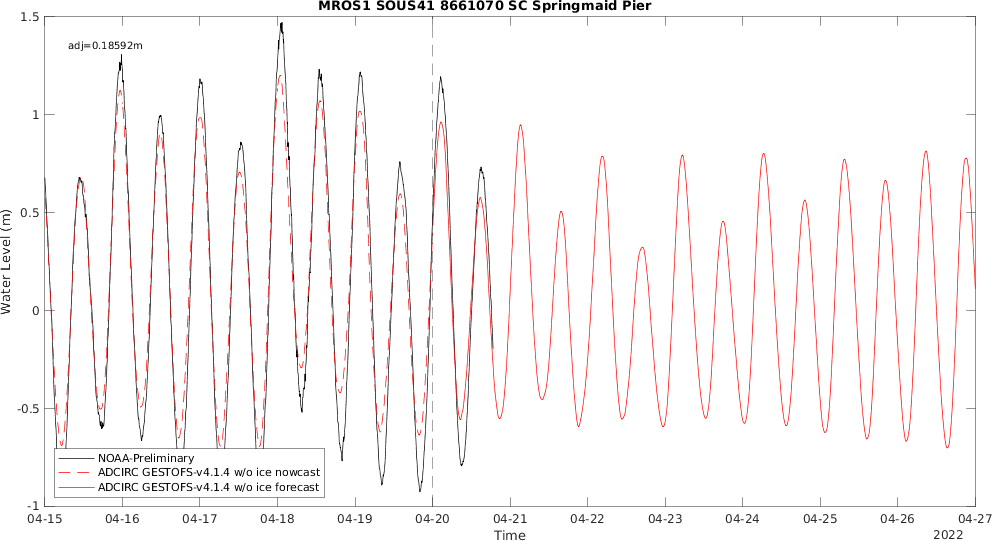 MROS1 SOUS41 8661070 SC Springmaid Pier
adj=0.18592m
Water Level (m)
1.5
1
0.5
0
-0.5
-1
NOAA-Preliminary
ADCIRC GESTOFS-v4.1.4 w/o ice nowcast
ADCIRC GESTOFS-v4.1.4 w/o ice forecast
04-15 04-16 04-17 04-18 04-19 04-20 04-21 04-22 04-23 04-24 04-25 04-26 04-27
Time
2022